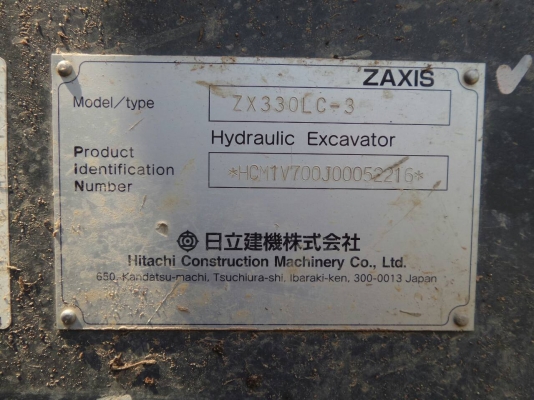 ZAXIS
Model/type ZX330LC-3
Hydraulic Excavator
Product
Identification *HCM1V700J00052216*
Number
日立建機株式会社
Hitachi Construction Machinery Co., Ltd.
650, Kandatsu-machi, Tsuchiura-shi, Ibaraki-ken, 300-0013 Japan